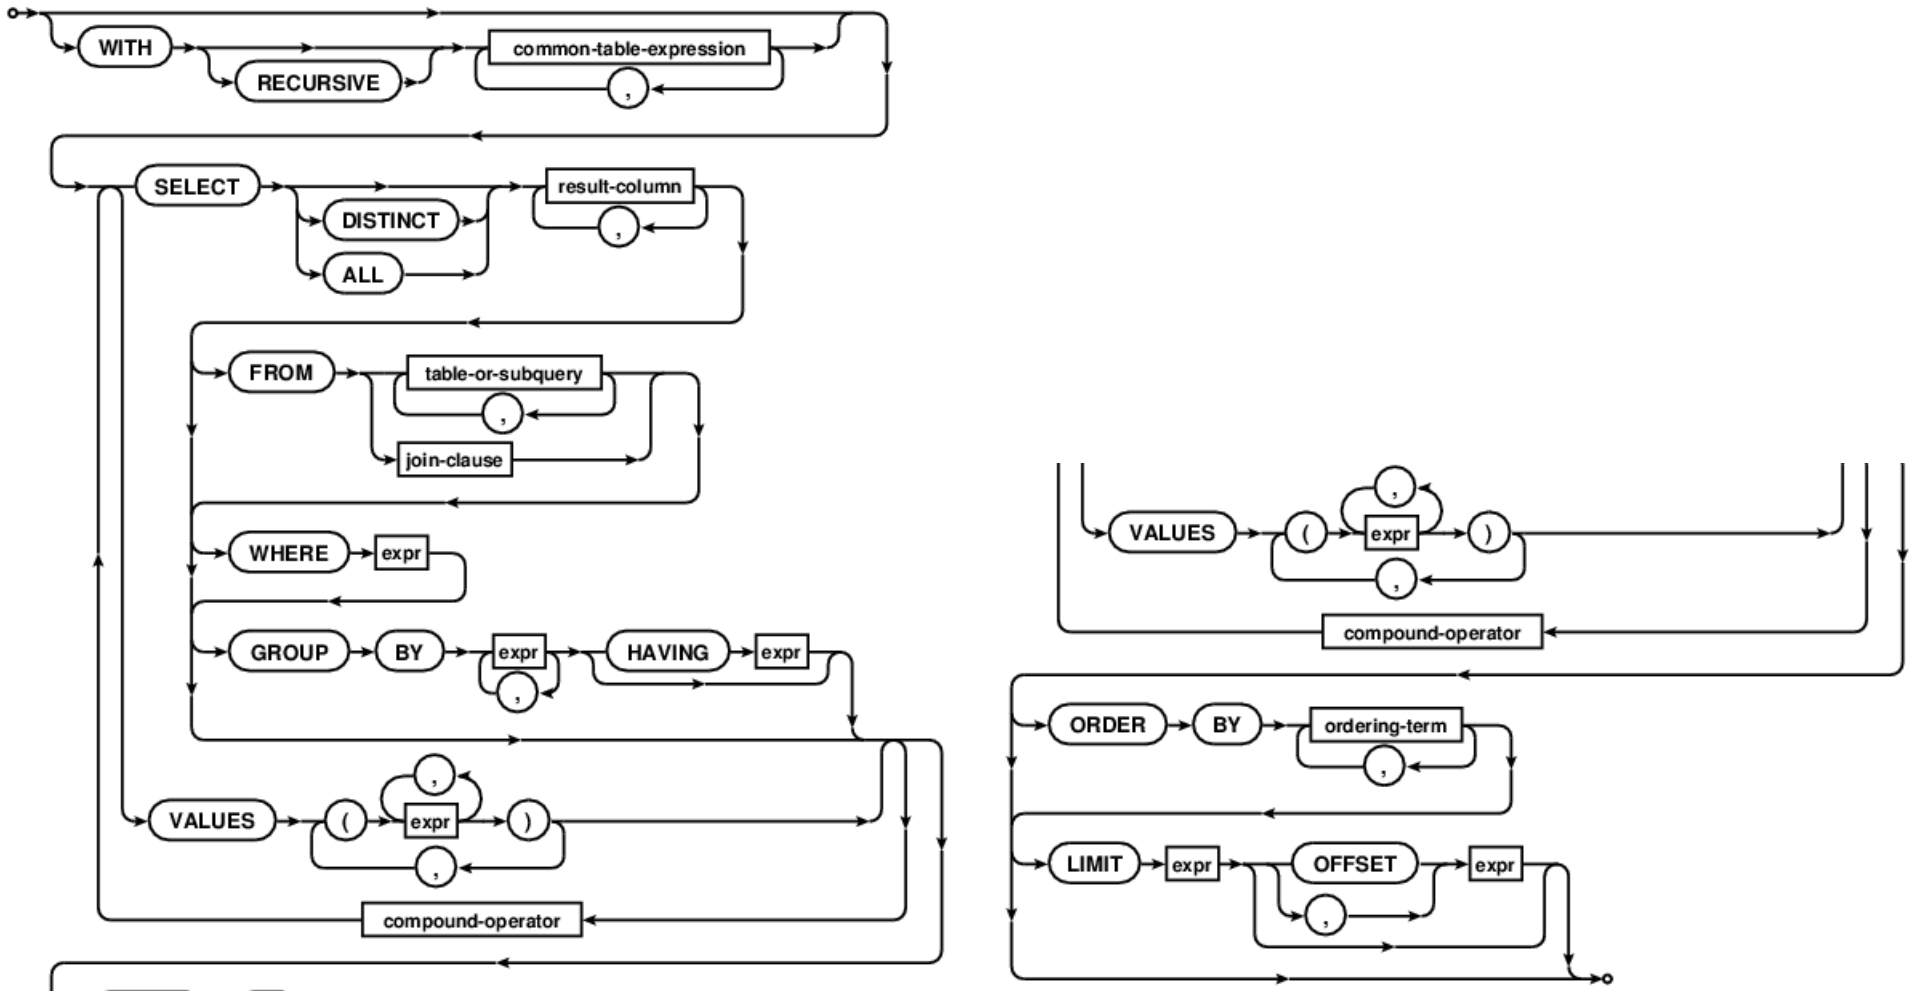 WITH common-table-expression
RECURSIVE ,
SELECT result-column
DISTINCT ,
ALL
FROM table-or-subquery
,
join-clause
WHERE expr
GROUP BY expr HAVING expr
,
,
VALUES ( expr )
,
compound-operator
,
VALUES ( expr )
,
compound-operator
ORDER BY ordering-term
,
LIMIT expr OFFSET expr
,